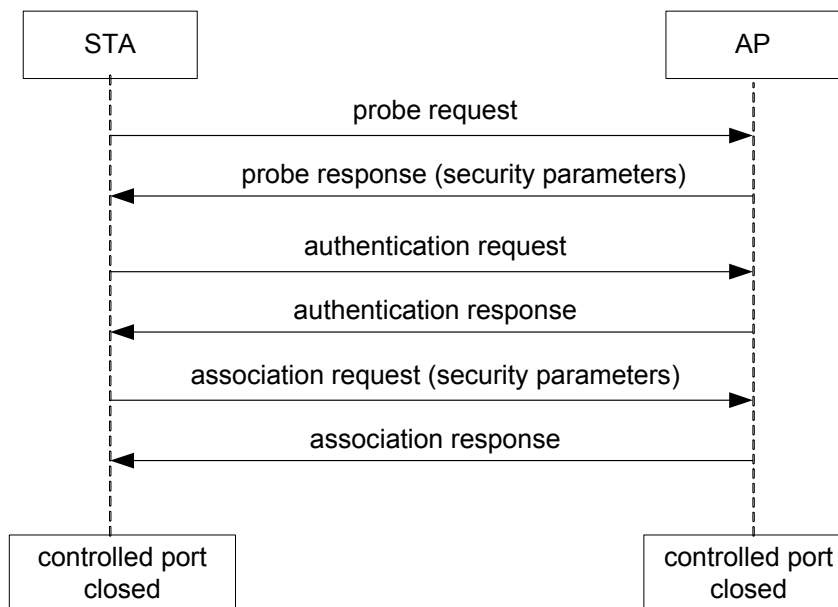 STA
AP
probe request
probe response (security parameters)
authentication request
authentication response
association request (security parameters)
association response
controlled port
closed
controlled port
closed